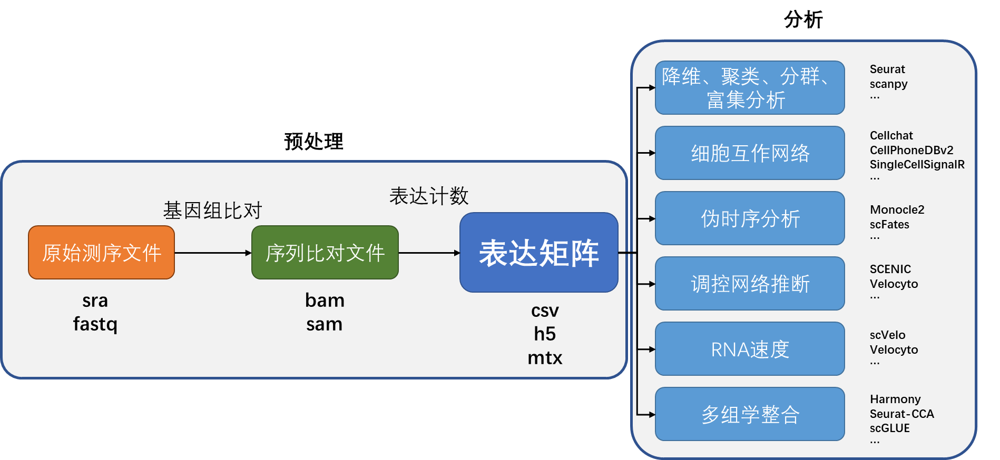 预处理
基因组比对
表达计数
原始测序文件
序列比对文件
表达矩阵
sra
fastq
bam
sam
csv
h5
mtx
分析
降维、聚类、分群、
富集分析
Seurat
scanpy
...
细胞互作网络
Cellchat
CellPhoneDBv2
SingleCellSignalR
...
伪时序分析
Monocle2
scFates
...
调控网络推断
SCENIC
Velocyto
...
RNA速度
scVelo
Velocyto
...
多组学整合
Harmony
Seurat-CCA
scGLUE
...